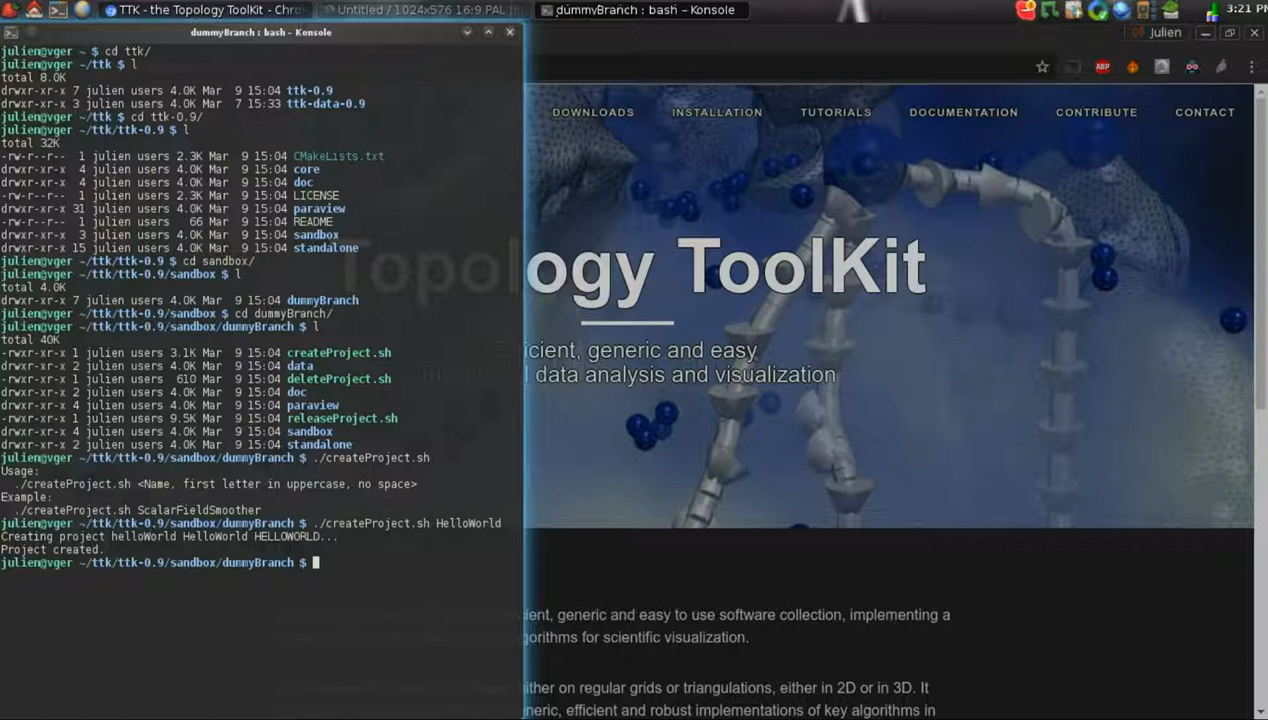 TTK - the Topology ToolKit - Chro
Untitled / 1024x576 16:9 PAL
dummyBranch : bash – Konsole
3:21 P
dummyBranch : bash – Konsole
Julien
julien@vger ~ $ cd ttk/
julien@vger ~/ttk $ l
total 8.0K
drwxr-xr-x 7 julien users 4.0K Mar  9 15:04 ttk-0.9
drwxr-xr-x 3 julien users 4.0K Mar  7 15:33 ttk-data-0.9
julien@vger ~/ttk $ cd ttk-0.9/
julien@vger ~/ttk/ttk-0.9 $ l
total 32K
-rw-r--r--  1 julien users 2.3K Mar  9 15:04 CMakeLists.txt
drwxr-xr-x  4 julien users 4.0K Mar  9 15:04 core
drwxr-xr-x  4 julien users 4.0K Mar  9 15:04 doc
-rw-r--r--  1 julien users 2.3K Mar  9 15:04 LICENSE
drwxr-xr-x 31 julien users 4.0K Mar  9 15:04 paraview
-rw-r--r--  1 julien users   66 Mar  9 15:04 README
drwxr-xr-x  3 julien users 4.0K Mar  9 15:04 sandbox
drwxr-xr-x 15 julien users 4.0K Mar  9 15:04 standalone
julien@vger ~/ttk/ttk-0.9 $ cd sandbox/
julien@vger ~/ttk/ttk-0.9/sandbox $ l
total 4.0K
drwxr-xr-x 7 julien users 4.0K Mar  9 15:04 dummyBranch
julien@vger ~/ttk/ttk-0.9/sandbox $ cd dummyBranch/
julien@vger ~/ttk/ttk-0.9/sandbox/dummyBranch $ l
total 40K
-rwxr-xr-x 1 julien users 3.1K Mar  9 15:04 createProject.sh
drwxr-xr-x 2 julien users 4.0K Mar  9 15:04 data
-rwxr-xr-x 1 julien users  610 Mar  9 15:04 deleteProject.sh
drwxr-xr-x 2 julien users 4.0K Mar  9 15:04 doc
drwxr-xr-x 4 julien users 4.0K Mar  9 15:04 paraview
-rwxr-xr-x 1 julien users 9.5K Mar  9 15:04 releaseProject.sh
drwxr-xr-x 4 julien users 4.0K Mar  9 15:04 sandbox
drwxr-xr-x 2 julien users 4.0K Mar  9 15:04 standalone
julien@vger ~/ttk/ttk-0.9/sandbox/dummyBranch $ ./createProject.sh
Usage:
./createProject.sh <Name, first letter in uppercase, no space>
Example:
./createProject.sh ScalarFieldSmoother
julien@vger ~/ttk/ttk-0.9/sandbox/dummyBranch $ ./createProject.sh HelloWorld
Creating project helloWorld HelloWorld HELLOWORLD...
Project created.
julien@vger ~/ttk/ttk-0.9/sandbox/dummyBranch $
ABP
DOWNLOADS INSTALLATION TUTORIALS DOCUMENTATION CONTRIBUTE CONTACT
Topology ToolKit
icient, generic and easy
l data analysis and visualization
ient, generic and easy to use software collection, implementing a
gorithms for scientific visualization.
ither on regular grids or triangulations, either in 2D or in 3D. It
neric, efficient and robust implementations of key algorithms in